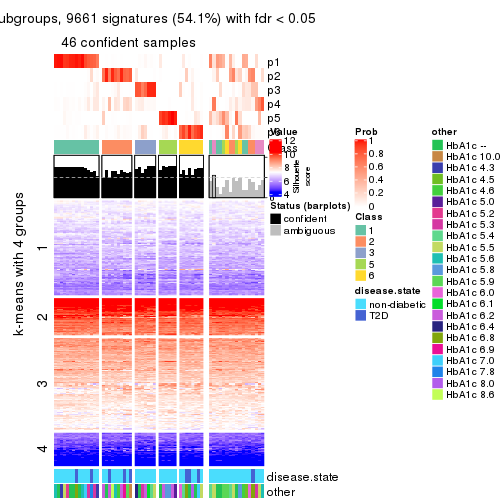 ubgroups, 9661 signatures (54.1%) with fdr < 0.05
46 confident samples
p1
p2
p3
p4
p5
Class
Silhouette
score
k-means with 4 groups
1
2
3
4
disease.state
other
Value
12
10
8
6
4
Status (barplots)
confident
ambiguous
Prob
1
0.8
0.6
0.4
0.2
0
Class
1
2
3
5
6
disease.state
non-diabetic
T2D
other
HbA1c --
HbA1c 10.0
HbA1c 4.3
HbA1c 4.5
HbA1c 4.6
HbA1c 5.0
HbA1c 5.2
HbA1c 5.3
HbA1c 5.4
HbA1c 5.5
HbA1c 5.6
HbA1c 5.8
HbA1c 5.9
HbA1c 6.0
HbA1c 6.1
HbA1c 6.2
HbA1c 6.4
HbA1c 6.8
HbA1c 6.9
HbA1c 7.0
HbA1c 7.8
HbA1c 8.0
HbA1c 8.6